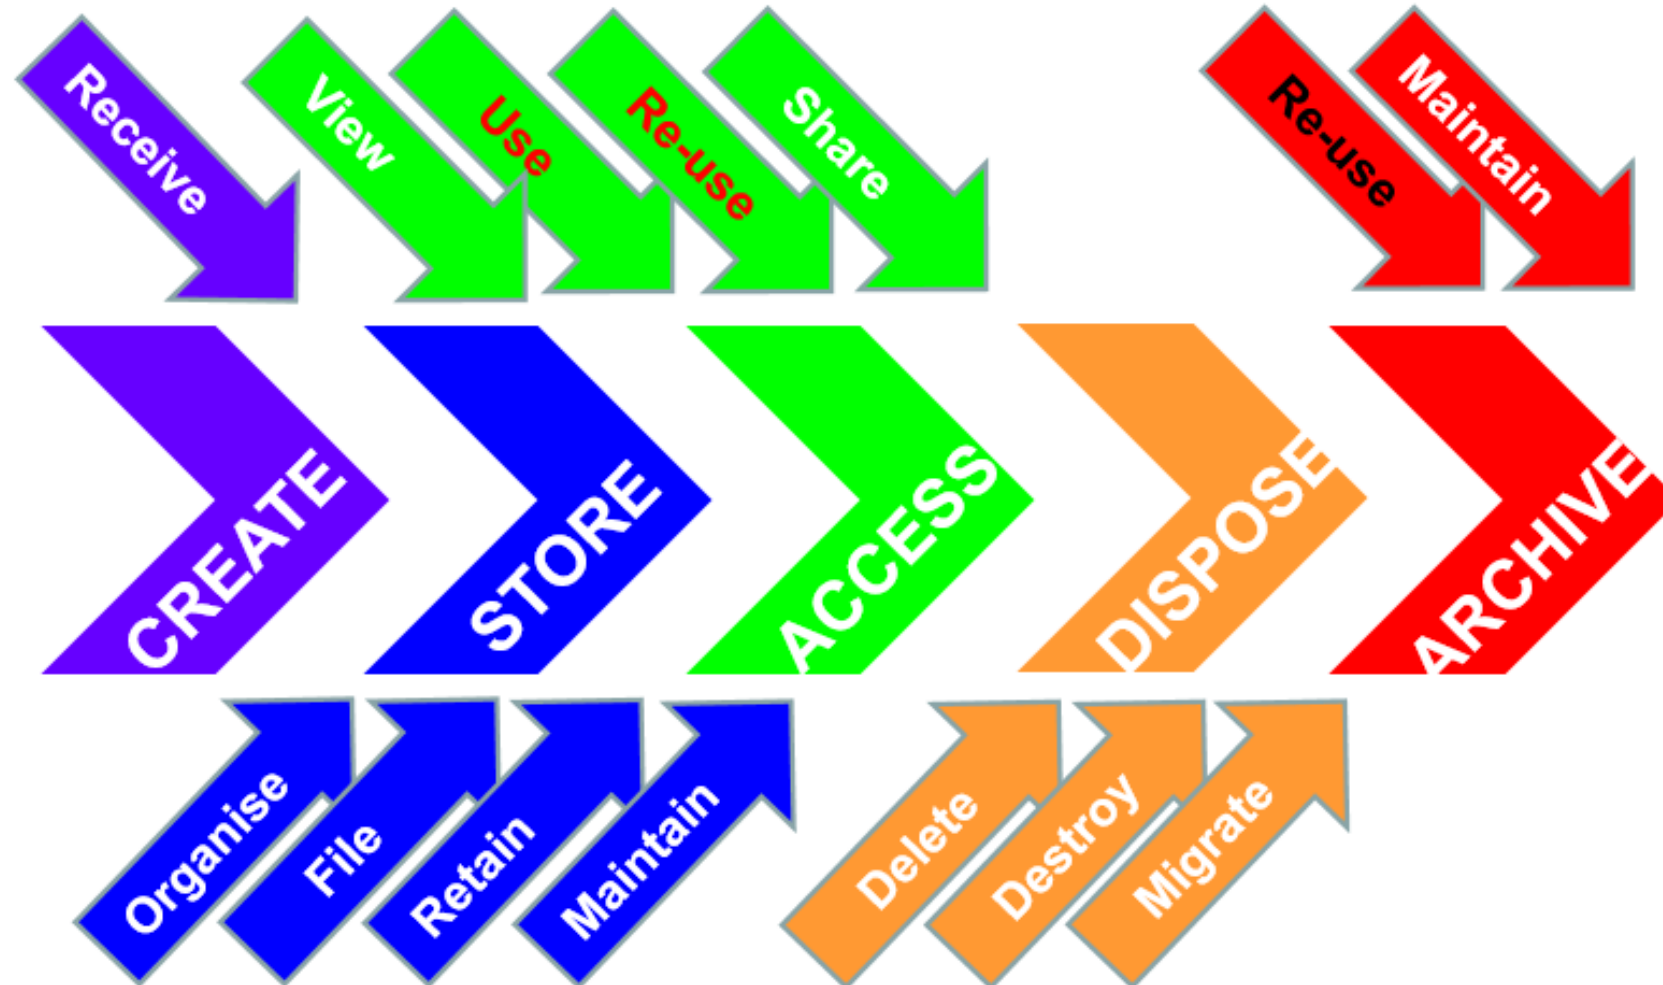 Receive
View
Use
Re-use
Share
Re-use
Maintain
CREATE
STORE
ACCESS
DISPOSE
ARCHIVE
Organise
File
Retain
Maintain
Delete
Destroy
Migrate